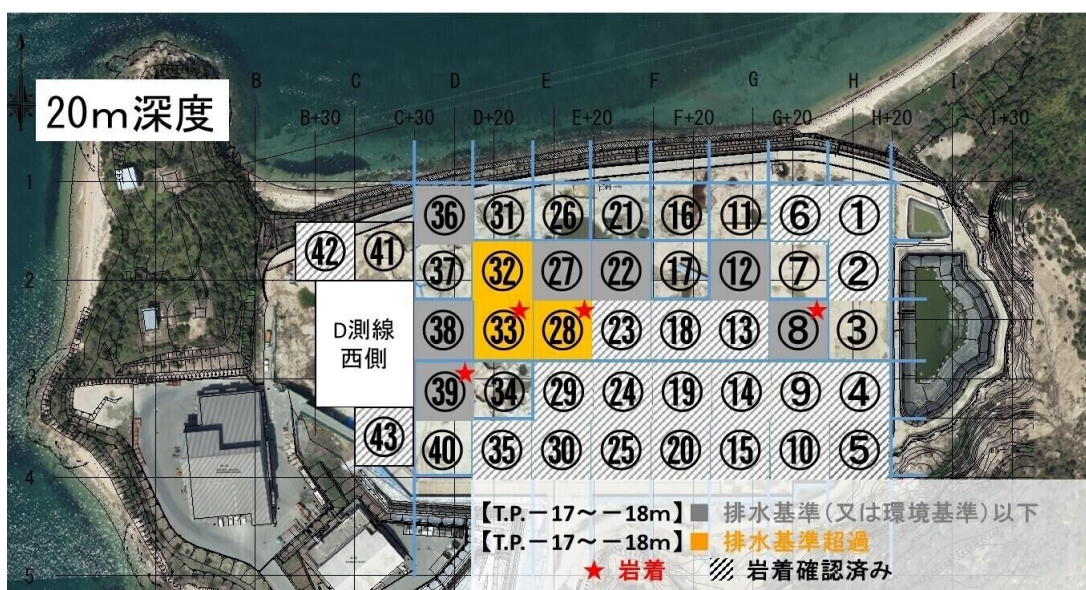 20m深度
B C D E F G H I
B+30 C+30 D+20 E+20 F+20 G+20 H+20 I+30
1
㊱ ㉛ ㉖ ㉑ ⑯ ⑪ ⑥ ①
㊷ ㊶ ㊲ ㉜ ㉗ ㉒ ⑰ ⑫ ⑦ ②
2
D測線
西側
㊳ ㉝ ㉘ ㉓ ⑱ ⑬ ⑧ ③
3
㊴ ㉞ ㉙ ㉔ ⑲ ⑭ ⑨ ④
㊸ ㊵ ㉟ ㉚ ㉕ ⑳ ⑮ ⑩ ⑤
4
【T.P.-17~-18m】■ 排水基準(又は環境基準)以下
【T.P.-17~-18m】■ 排水基準超過
5
★ 岩着 岩着確認済み